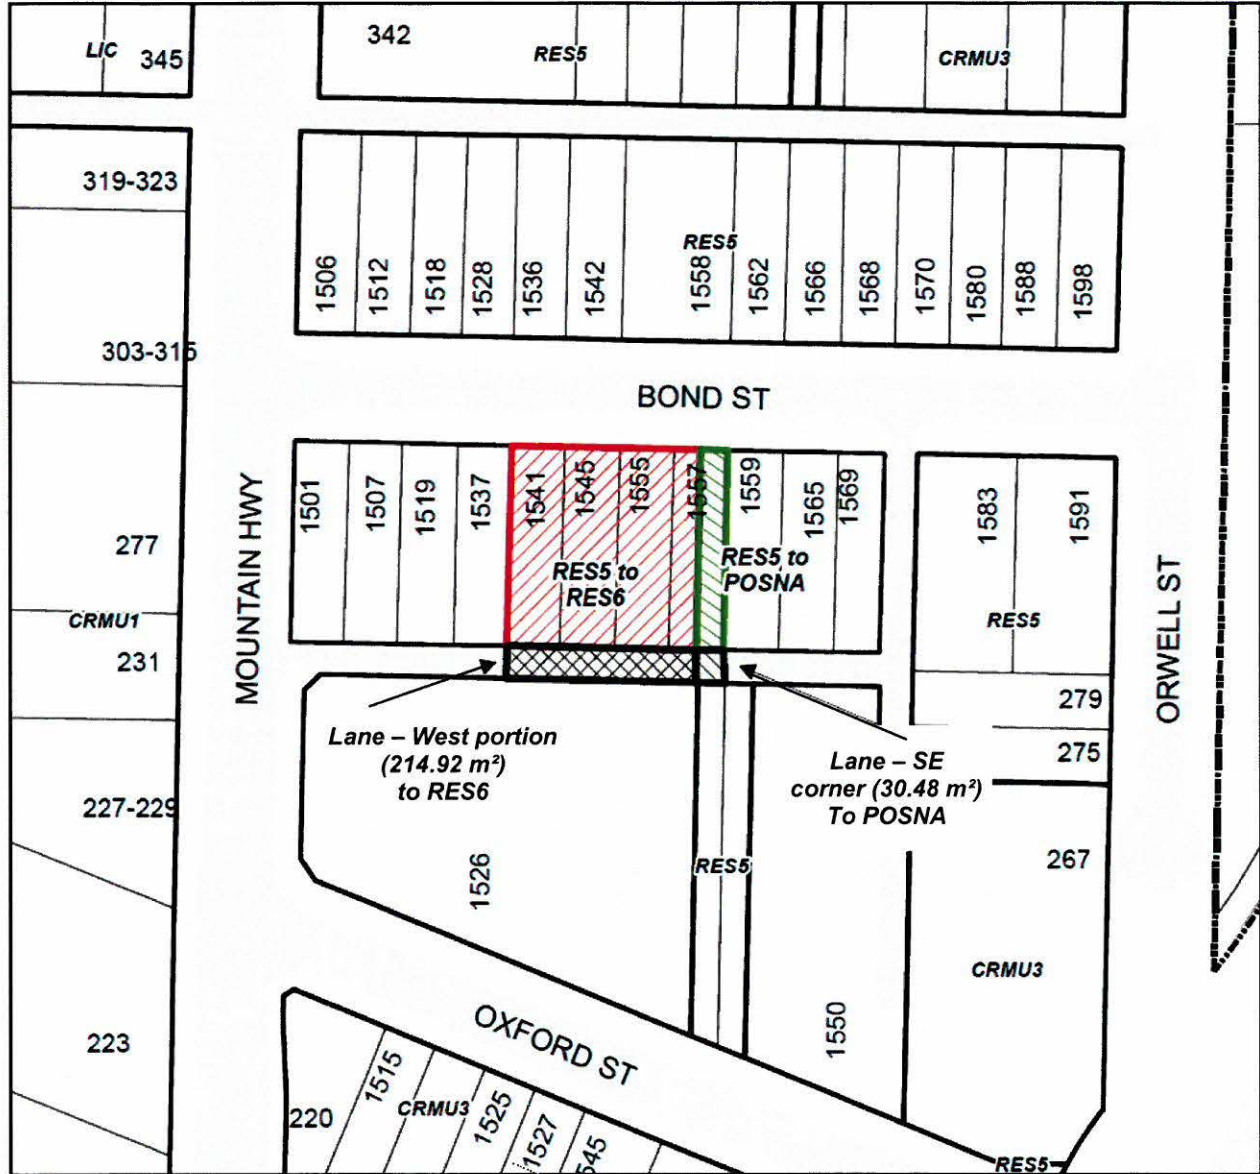 LIC
345
342
RES5
CRMU3
319-323
303-315
1506
1512
1518
1528
1536
1542
RES5
1558
1562
1566
1568
1570
1580
1588
1598
BOND ST
MOUNTAIN HWY
277
CRMU1
231
227-229
223
1501
1507
1519
1537
1541
1545
1555
1557
1559
1565
1569
RES5 to
RES6
RES5 to
POSNA
1583
1591
RES5
279
275
ORWELL ST
Lane – West portion
(214.92 m²)
to RES6
Lane – SE
corner (30.48 m²)
To POSNA
1526
RES5
1550
267
CRMU3
OXFORD ST
220
1515
CRMU3
1525
1527
545
RES5